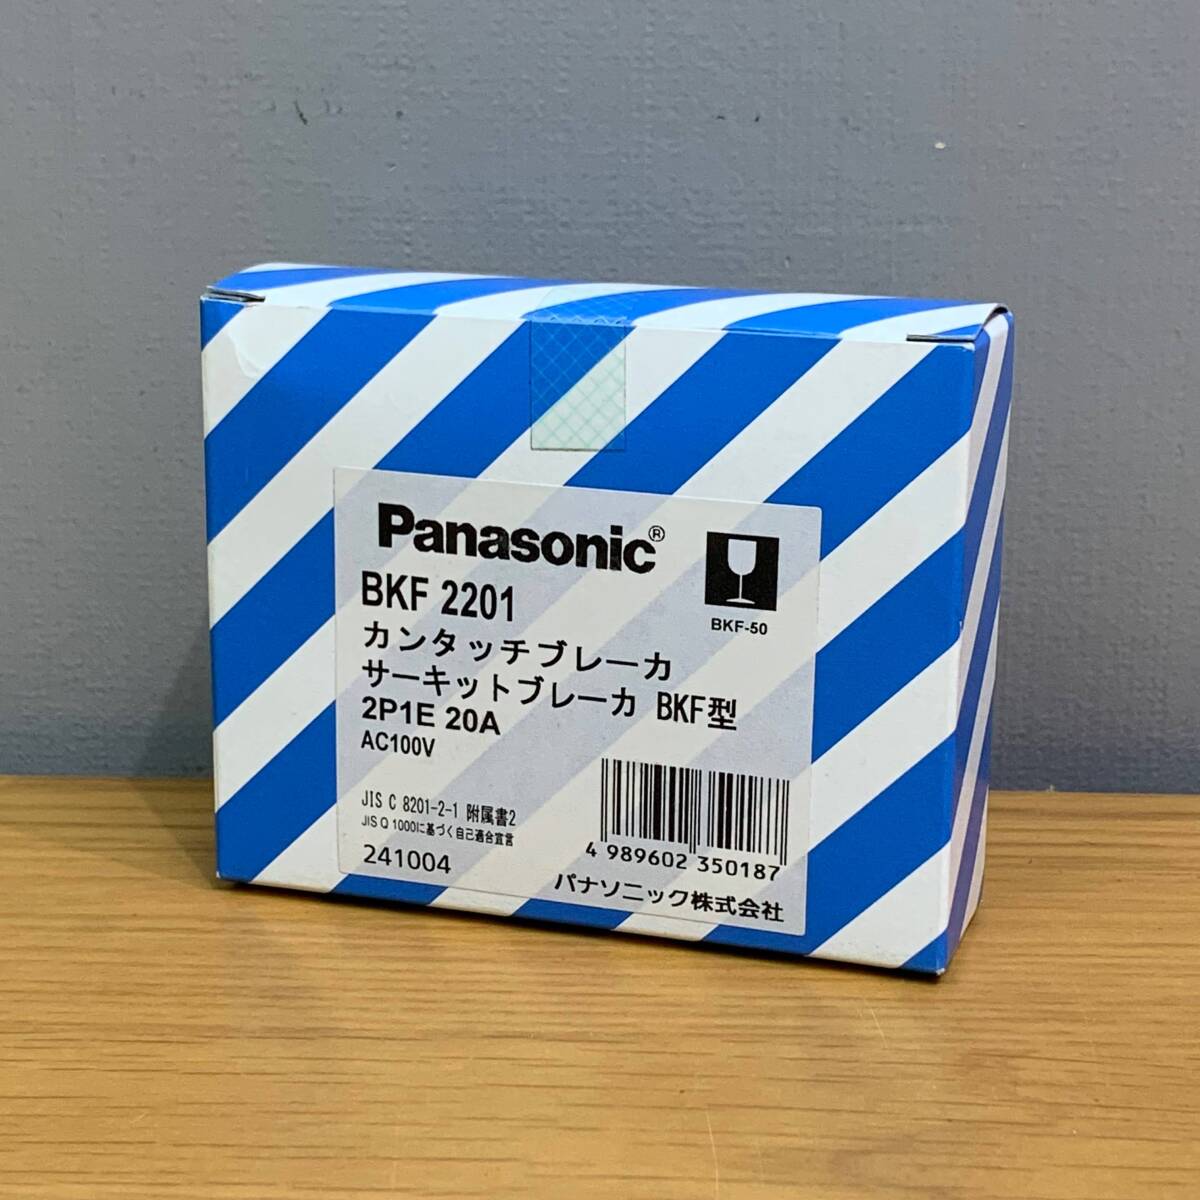 Panasonic®
BKF 2201
BKF-50
カンタッチブレーカ
サーキットブレーカ BKF型
2P1E 20A
AC100V
JIS C 8201-2-1 附属書2
JIS Q 1000に基づく自己適合宣言
241004
4 989602 350187
パナソニック株式会社